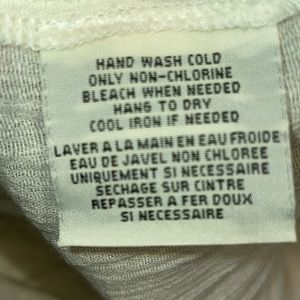 HAND WASH COLD
ONLY NON-CHLORINE
BLEACH WHEN NEEDED
HANG TO DRY
COOL IRON IF NEEDED
LAVER A LA MAIN EN EAU FROIDE
EAU DE JAVEL NON CHLOREE
UNIQUEMENT SI NECESSAIRE
SECHAGE SUR CINTRE
REPASSER A FER DOUX
SI NECESSAIRE